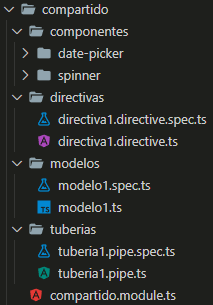 compartido
componentes
date-picker
spinner
directivas
directiva1.directive.spec.ts
directiva1.directive.ts
modelos
modelo1.spec.ts
TS modelo1.ts
tuberias
tuberia1.pipe.spec.ts
tuberia1.pipe.ts
compartido.module.ts